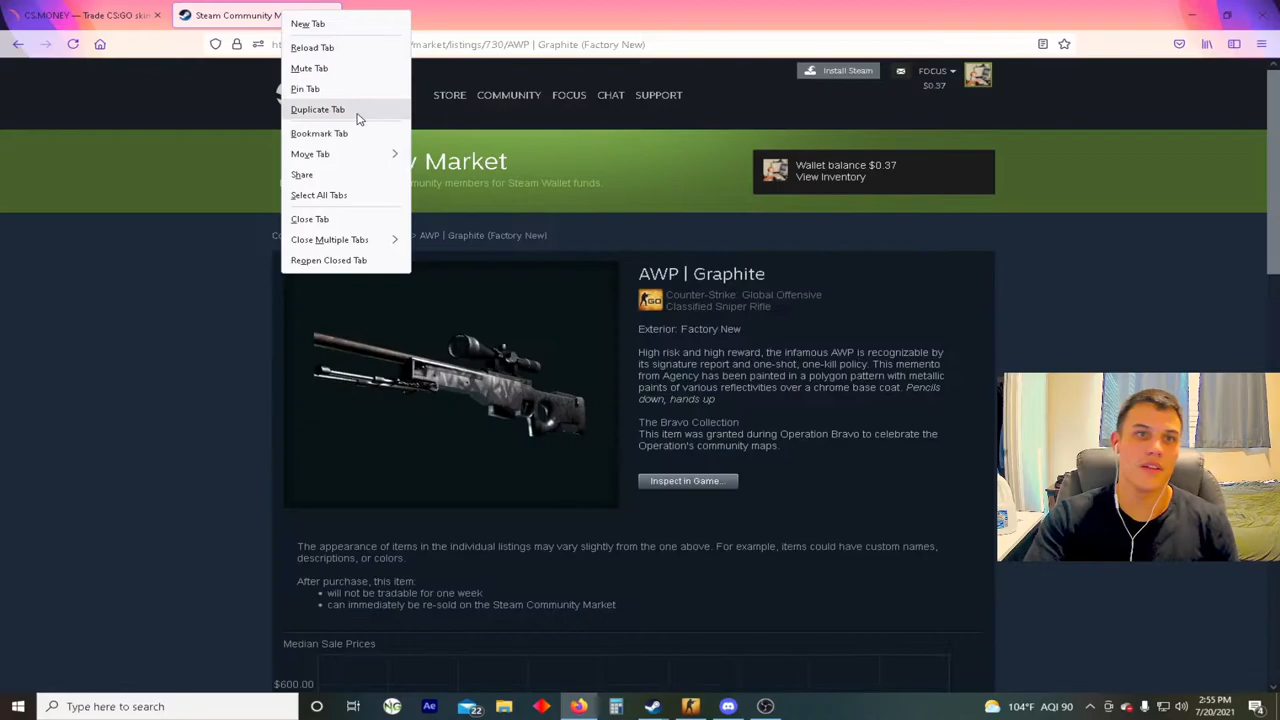 CS.MONEY — Trade CS:GO skin
Steam Community M
New Tab
Reload Tab
Mute Tab
Pin Tab
Duplicate Tab
Bookmark Tab
Move Tab
Share
Select All Tabs
Close Tab
Close Multiple Tabs
Reopen Closed Tab
/market/listings/730/AWP | Graphite (Factory New)
Install Steam
FOCUS
$0.37
STORE COMMUNITY FOCUS CHAT SUPPORT
y Market
mmunity members for Steam Wallet funds.
Wallet balance $0.37
View Inventory
> AWP | Graphite (Factory New)
AWP | Graphite
GO
Counter-Strike: Global Offensive
Classified Sniper Rifle
Exterior: Factory New
High risk and high reward, the infamous AWP is recognizable by
its signature report and one-shot, one-kill policy. This memento
from Agency has been painted in a polygon pattern with metallic
paints of various reflectivities over a chrome base coat. Pencils
down, hands up
The Bravo Collection
This item was granted during Operation Bravo to celebrate the
Operation's community maps.
Inspect in Game...
The appearance of items in the individual listings may vary slightly from the one above. For example, items could have custom names,
descriptions, or colors.
After purchase, this item:
• will not be tradable for one week
• can immediately be re-sold on the Steam Community Market
Median Sale Prices
$600.00
Type here to search
NG
Ae
22
104°F AQI 90
2:55 PM
7/20/2021
4